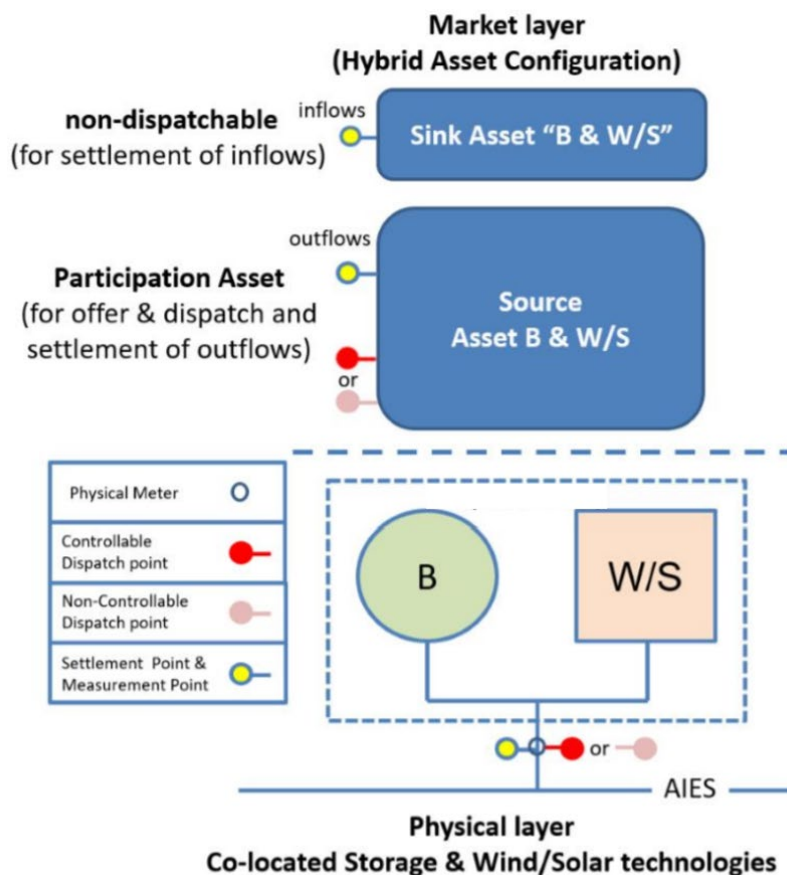 Market layer
(Hybrid Asset Configuration)
non-dispatchable
(for settlement of inflows)
inflows
Sink Asset “B & W/S”
outflows
Participation Asset
(for offer & dispatch and
settlement of outflows)
or
Source
Asset B & W/S
Physical Meter
Controllable
Dispatch point
Non-Controllable
Dispatch point
Settlement Point &
Measurement Point
B
W/S
or
AIES
Physical layer
Co-located Storage & Wind/Solar technologies